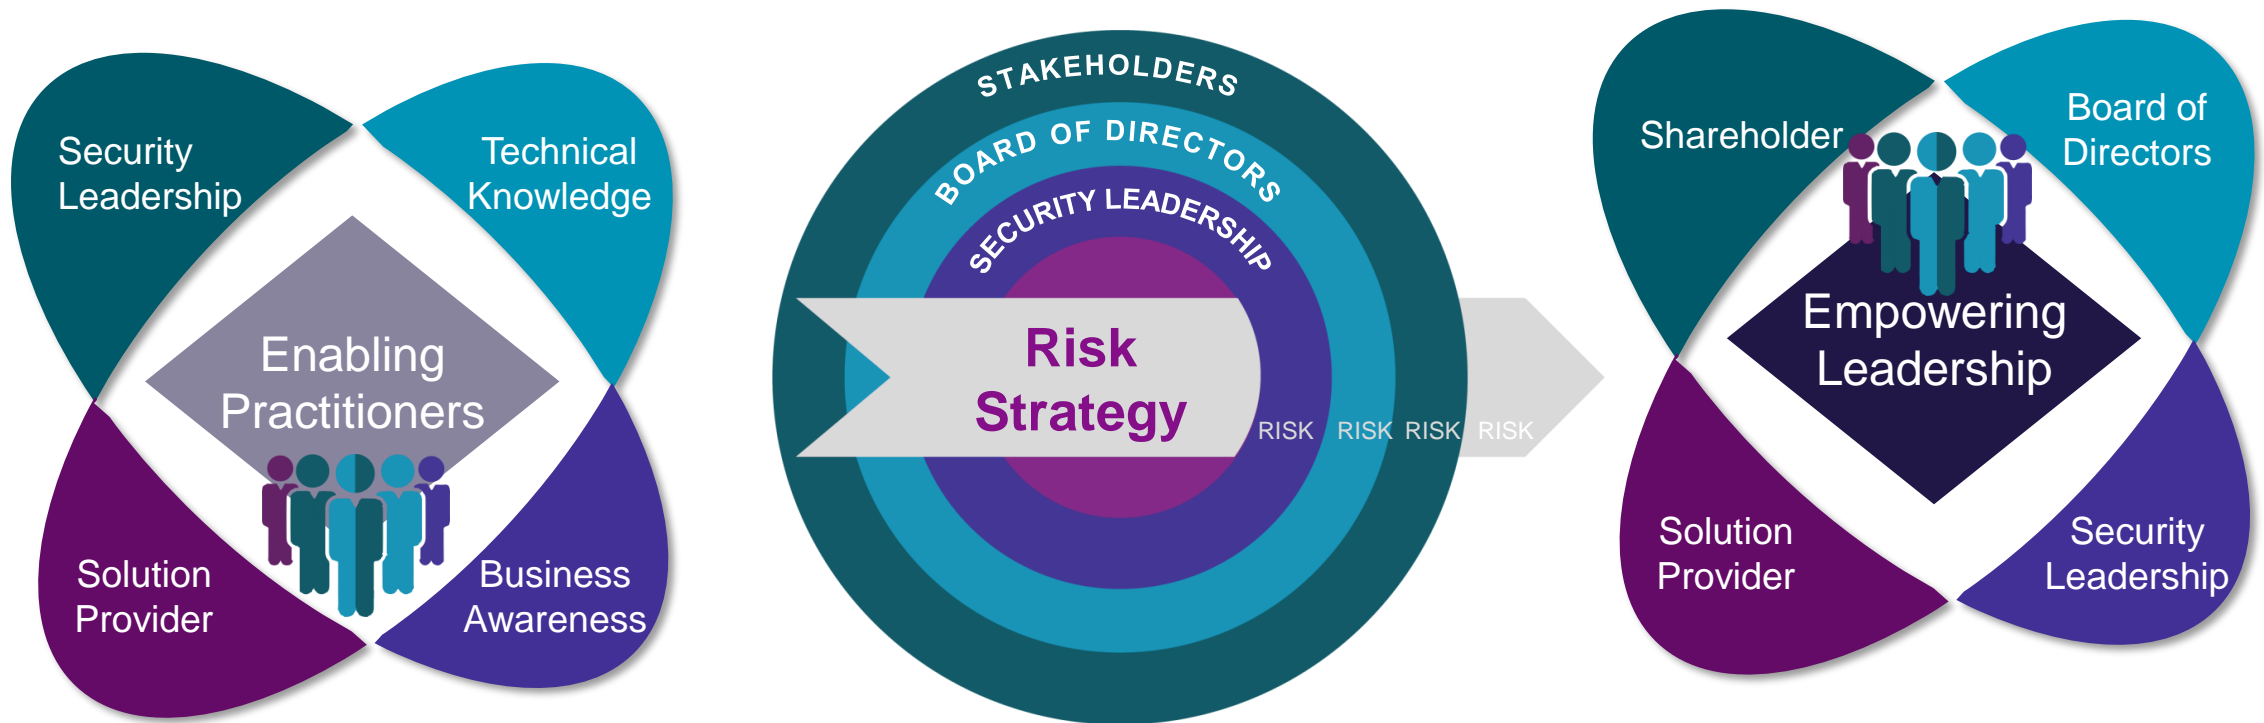 Security
Leadership
Technical
Knowledge
Enabling
Practitioners
Solution
Provider
Business
Awareness
STAKEHOLDERS
BOARD OF DIRECTORS
SECURITY LEADERSHIP
Risk
Strategy
RISK RISK RISK RISK
Shareholder
Board of
Directors
Empowering
Leadership
Solution
Provider
Security
Leadership